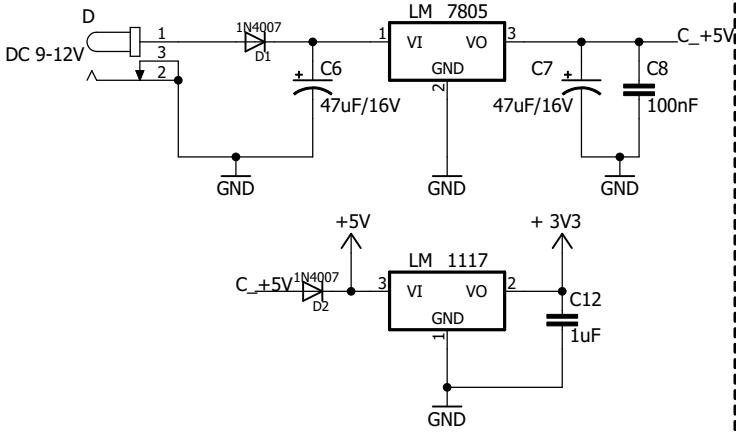 D
DC 9-12V
1
3
2
1N4007
D1
C6
47uF/16V
LM 7805
1
VI
VO
3
GND
2
C7
47uF/16V
C8
100nF
C_+5V
GND
GND
GND
+5V
+ 3V3
C_+5V
1N4007
D2
LM 1117
3
VI
VO
2
GND
1
C12
1uF
GND